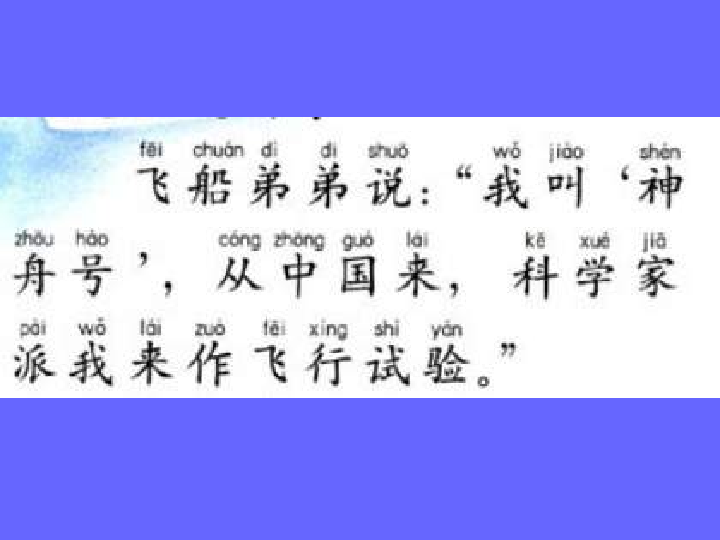 fēi chuán dì di shuō wǒ jiào shén
飞船弟弟说：“我叫‘神
zhōu hào cóng zhōng guó lái kē xué jiā
舟号’，从中国来，科学家
pài wǒ lái zuò fēi xíng shì yàn
派我来作飞行试验。”